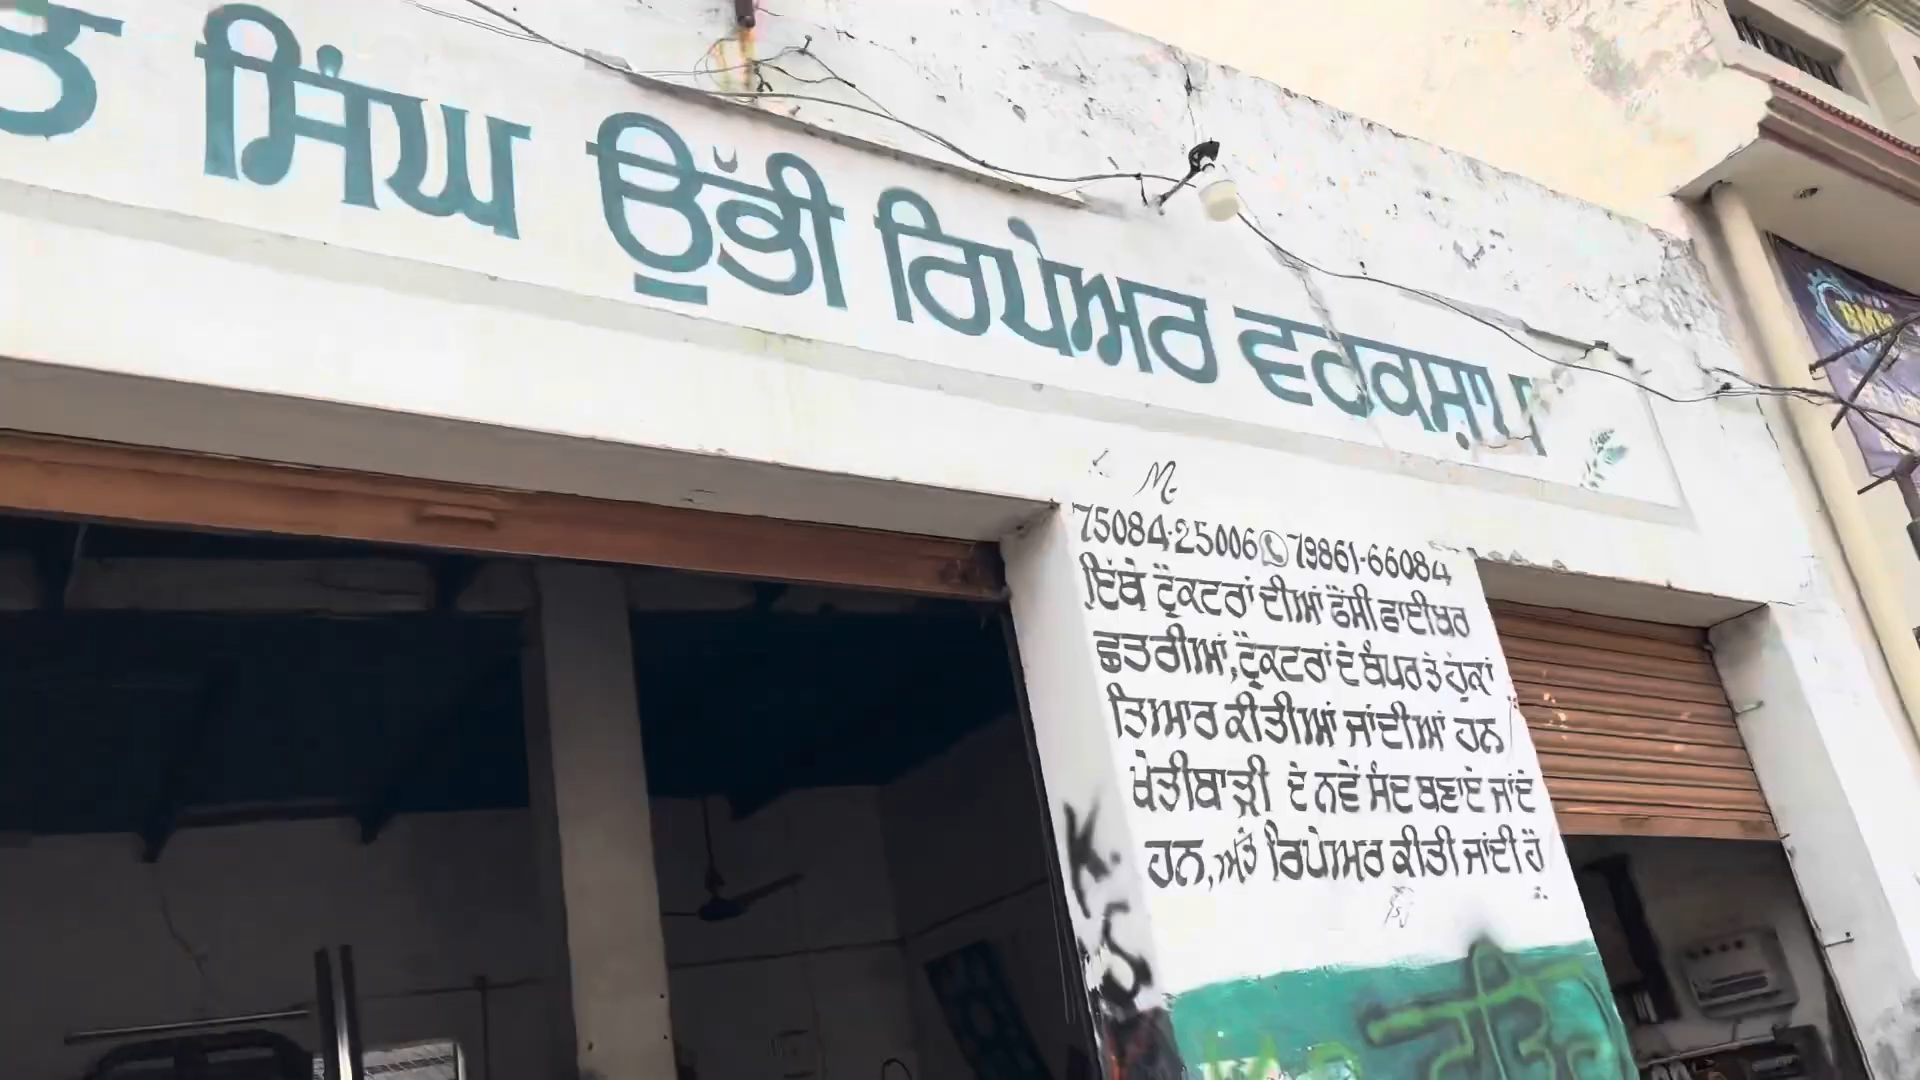 ਸਿੰਘ ਉੱਭੀ ਰਿਪੇਅਰ ਵਰਕਸ਼ਾਪ
M.
75084-25006 79861-66084
ਇੱਥੇ ਟ੍ਰੈਕਟਰਾਂ ਦੀਆਂ ਫੈਂਸੀ ਫਾਈਬਰ
ਛਤਰੀਆਂ, ਟ੍ਰੈਕਟਰਾਂ ਦੇ ਬੰਪਰ ਤੇ ਹੁੱਕਾਂ
ਤਿਆਰ ਕੀਤੀਆਂ ਜਾਂਦੀਆਂ ਹਨ
ਖੇਤੀਬਾੜੀ ਦੇ ਨਵੇਂ ਸੰਦ ਬਣਾਏ ਜਾਂਦੇ
ਹਨ, ਅਤੇ ਰਿਪੇਅਰ ਕੀਤੀ ਜਾਂਦੀ ਹੈ
K.
S